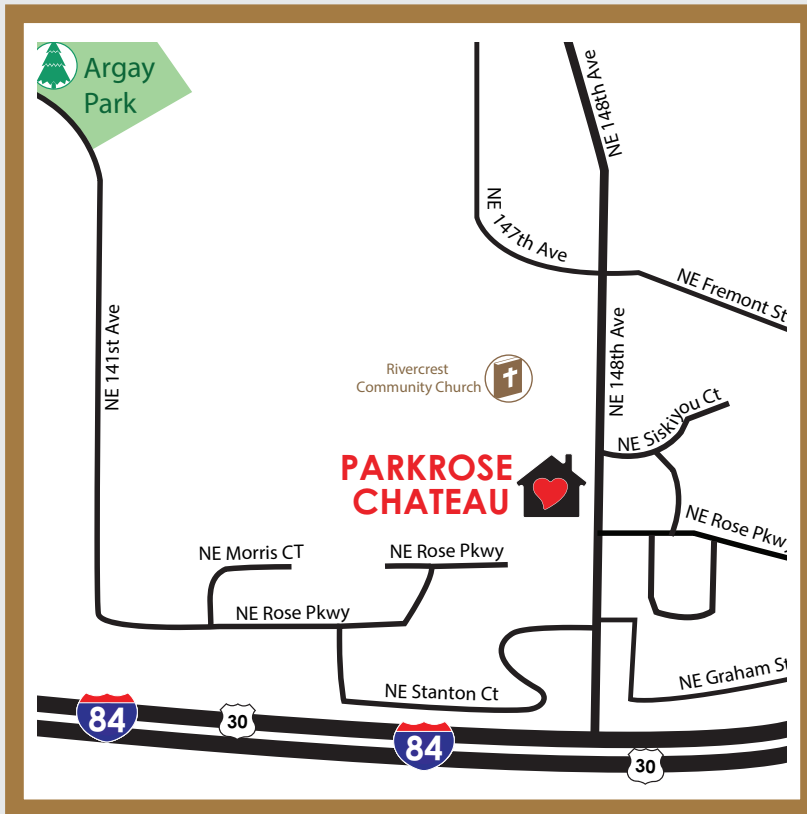 Argay
Park
NE 148th Ave
NE 147th Ave
NE Fremont St
NE 141st Ave
NE 148th Ave
Rivercrest
Community Church
NE Siskiyou Ct
PARKROSE
CHATEAU
NE Rose Pkwy
NE Morris CT
NE Rose Pkwy
NE Rose Pkwy
NE Graham St
NE Stanton Ct
84
30
84
30